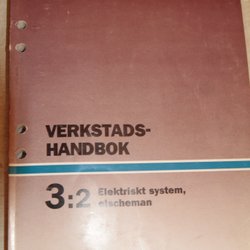 VERKSTADS-
HANDBOK
3:2 Elektriskt system,
elscheman